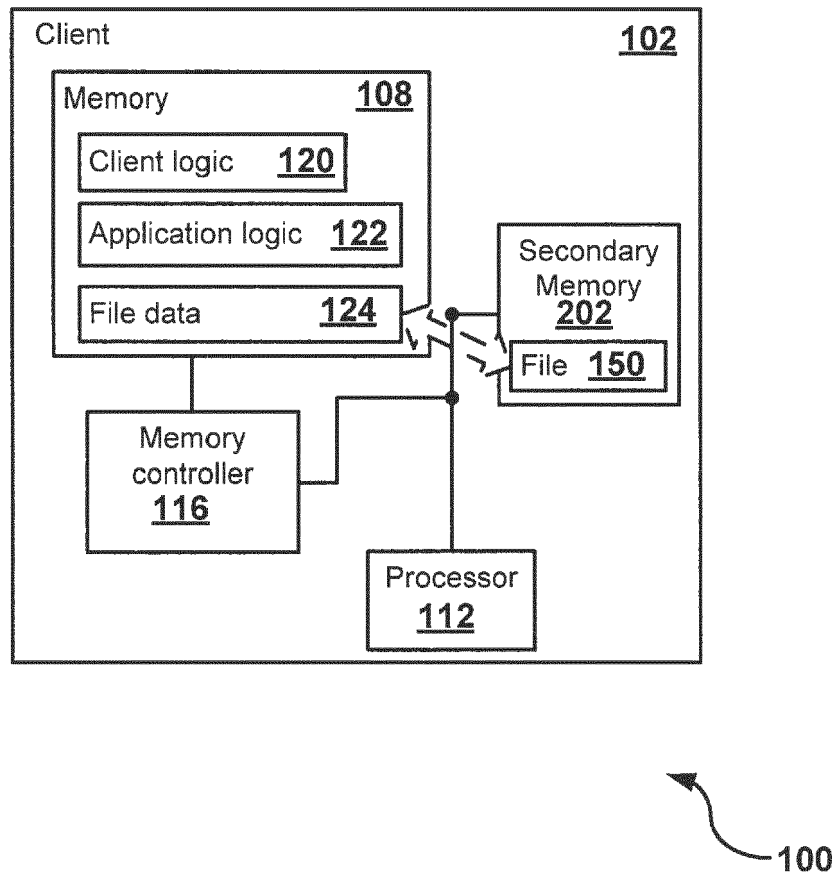 Client 102
Memory 108
Client logic 120
Application logic 122
File data 124
Secondary
Memory
202
File 150
Memory
controller
116
Processor
112
100